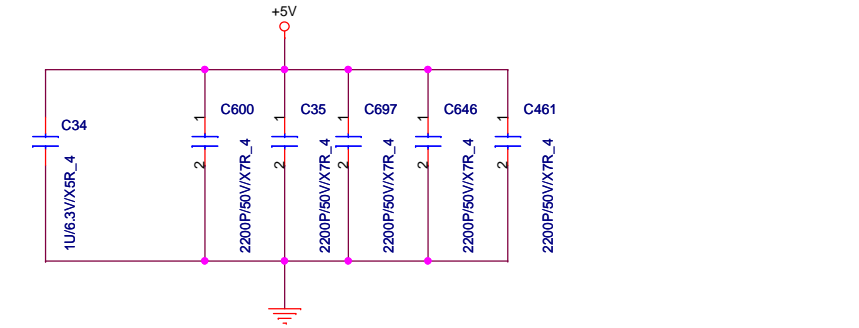 +5V
C34
C600
C35
C697
C646
C461
1
1
1
1
1
2
2
2
2
2
1U/6.3V/X5R_4
2200P/50V/X7R_4
2200P/50V/X7R_4
2200P/50V/X7R_4
2200P/50V/X7R_4
2200P/50V/X7R_4